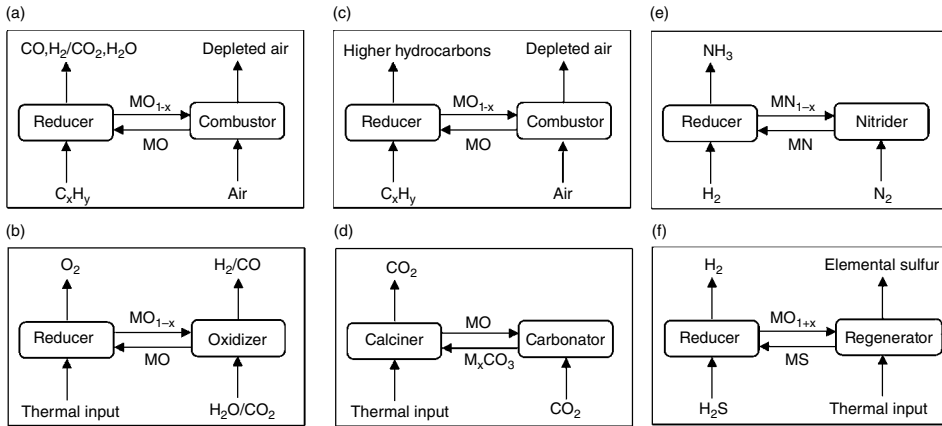 (a)
CO,H₂/CO₂,H₂O
Depleted air
Reducer
MO₁₋ₓ
MO
Combustor
CₓHᵧ
Air
(c)
Higher hydrocarbons
Depleted air
Reducer
MO₁₋ₓ
MO
Combustor
CₓHᵧ
Air
(e)
NH₃
Reducer
MN₁₋ₓ
MN
Nitrider
H₂
N₂
(b)
O₂
H₂/CO
Reducer
MO₁₋ₓ
MO
Oxidizer
Thermal input
H₂O/CO₂
(d)
CO₂
Calciner
MO
MₓCO₃
Carbonator
Thermal input
CO₂
(f)
H₂
Elemental sulfur
Reducer
MO₁₊ₓ
MS
Regenerator
H₂S
Thermal input